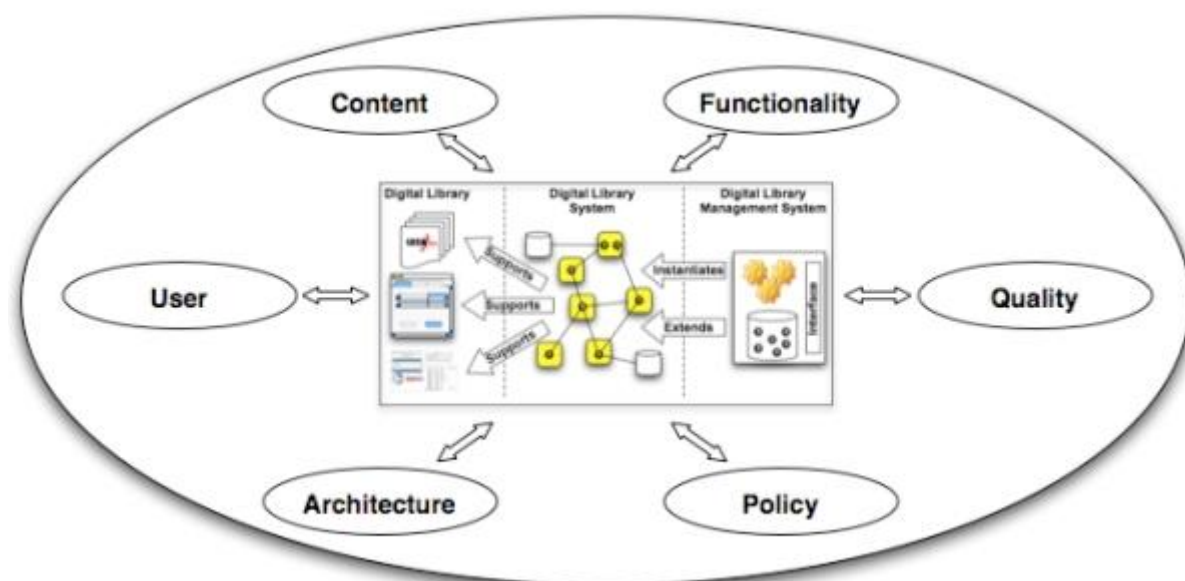 Content
Functionality
Digital Library
Digital Library
System
Digital Library
Management System
Supports
Instantiates
User
Supports
Interface
Quality
Supports
Extends
Architecture
Policy